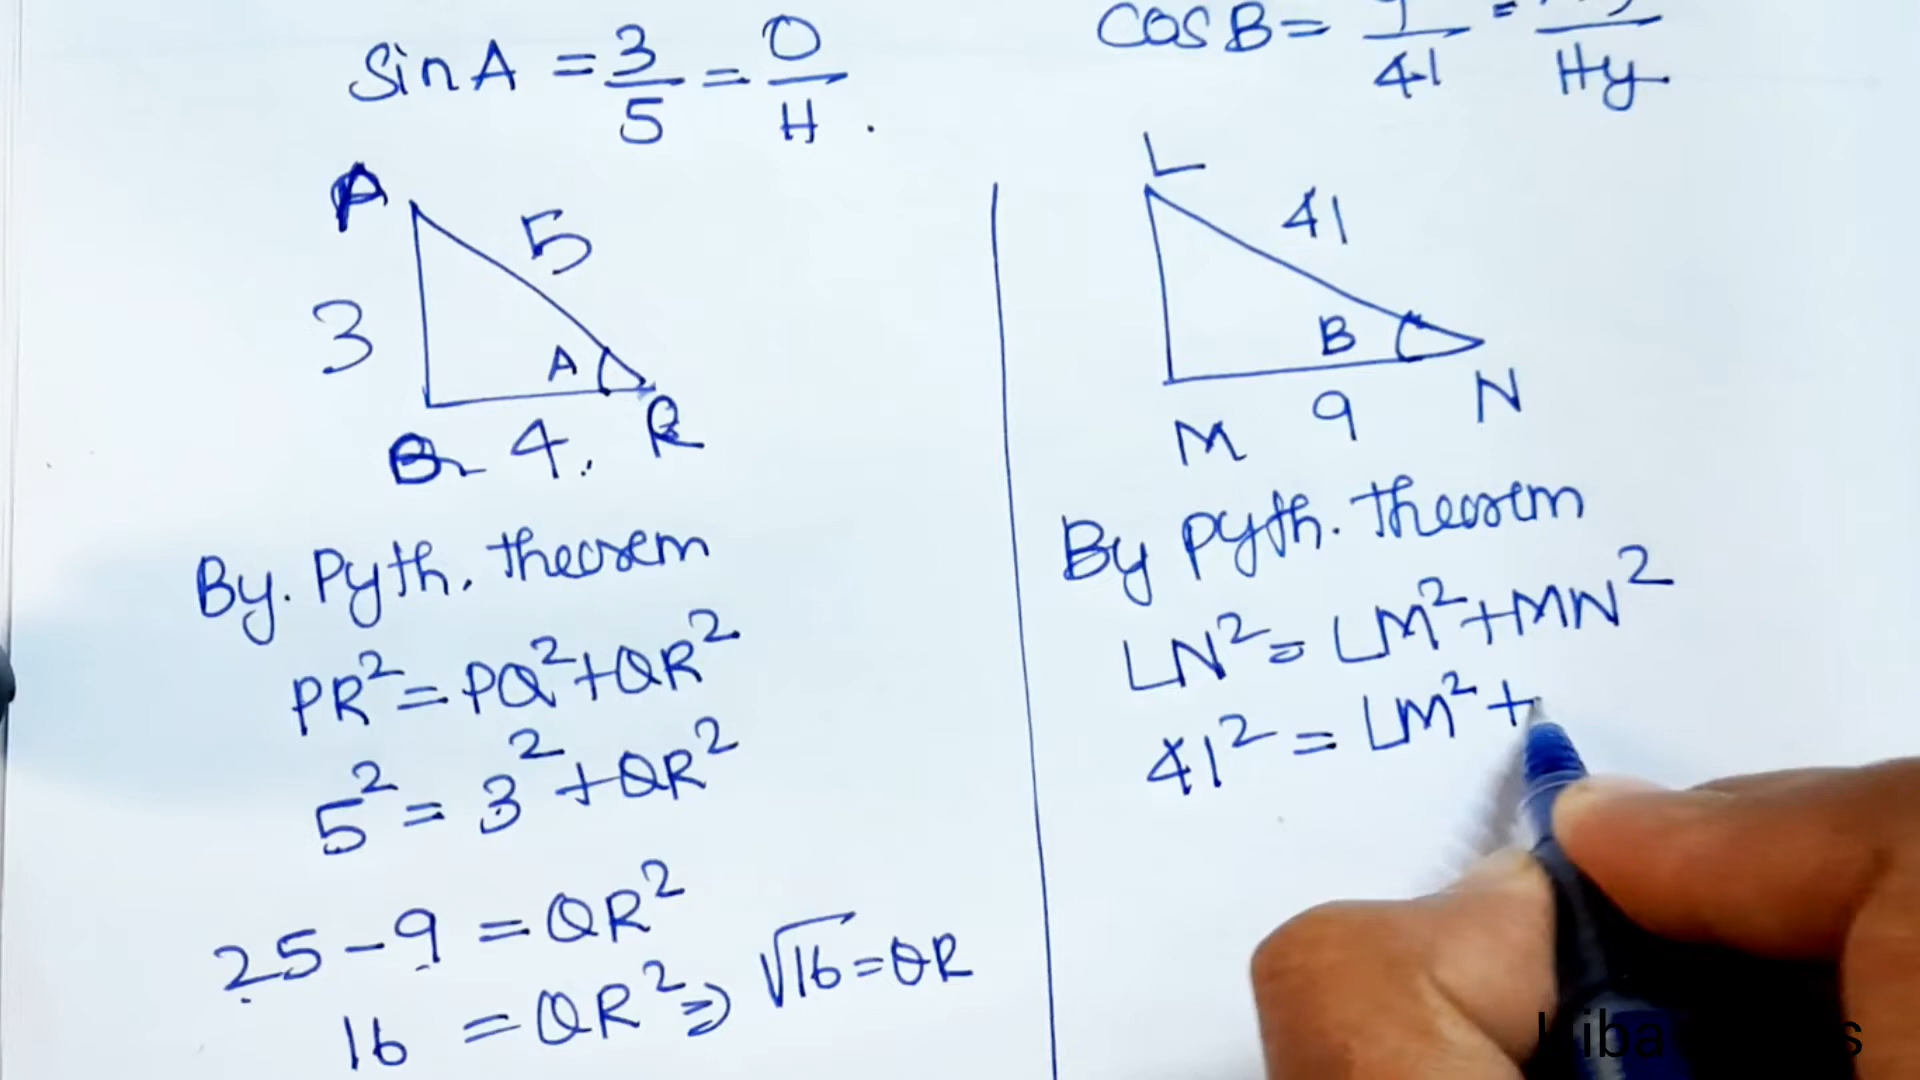 Sin A = 3/5 = O/H .
P
5
3
A
Q 4. R
By. Pyth. theorem
PR² = PQ² + QR²
5² = 3² + QR²
25 - 9 = QR²
16 = QR² ⇒ √16 = QR
Cos B = 9/41 = /Hy.
L
41
B
M 9 N
By Pyth. theorem
LN² = LM² + MN²
41² = LM² +